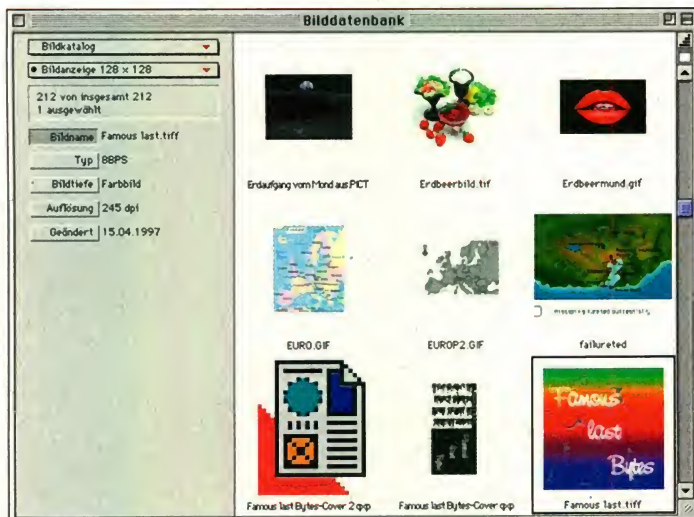 Bilddatenbank
Bildkatalog
Bildanzeige 128 x 128
212 von insgesamt 212
1 ausgewählt
Bildname Famous last.tiff
Typ 8BPS
Bildtiefe Farbbild
Auflösung 245 dpi
Geändert 15.04.1997
Erdaufgang vom Mond aus.PICT
Erdbeerbild.tif
Erdbeermund.gif
EURO.GIF
EUROP2.GIF
failureted
Famous
last
Bytes
Famous last Bytes-Cover 2 qxp
Famous last Bytes-Cover qxp
Famous last.tiff